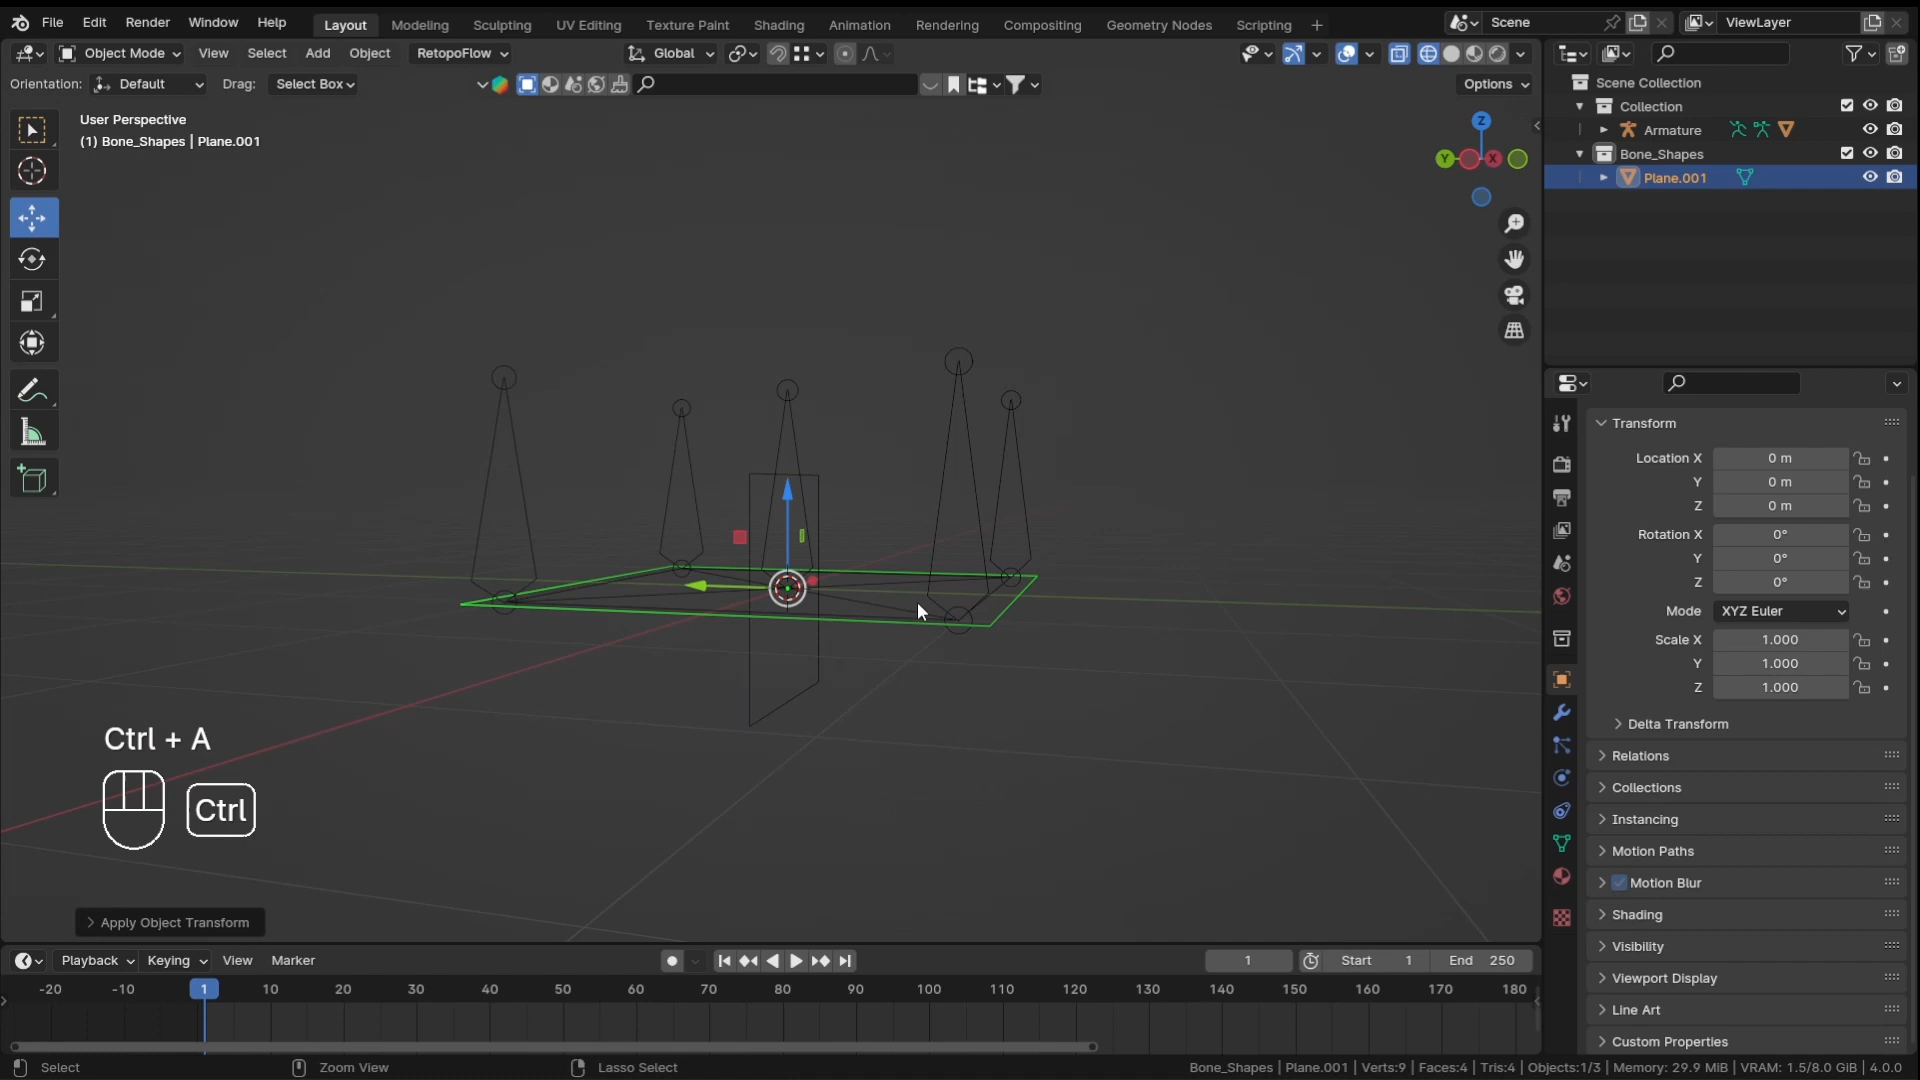 File Edit Render Window Help Layout Modeling Sculpting UV Editing Texture Paint Shading Animation Rendering Compositing Geometry Nodes Scripting + Scene ViewLayer
Object Mode View Select Add Object RetopoFlow Global
Orientation: Default Drag: Select Box Options
User Perspective
(1) Bone_Shapes | Plane.001
Z
Y
X
Scene Collection
Collection
Armature
Bone_Shapes
Plane.001
Transform
Location X 0 m
Y 0 m
Z 0 m
Rotation X 0°
Y 0°
Z 0°
Mode XYZ Euler
Scale X 1.000
Y 1.000
Z 1.000
Delta Transform
Relations
Collections
Instancing
Motion Paths
Motion Blur
Shading
Visibility
Viewport Display
Line Art
Custom Properties
Ctrl + A
Ctrl
Apply Object Transform
Playback Keying View Marker 1 Start 1 End 250
-20 -10 1 10 20 30 40 50 60 70 80 90 100 110 120 130 140 150 160 170 180
Select Zoom View Lasso Select Bone_Shapes | Plane.001 | Verts:9 | Faces:4 | Tris:4 | Objects:1/3 | Memory: 29.9 MiB | VRAM: 1.5/8.0 GiB | 4.0.0